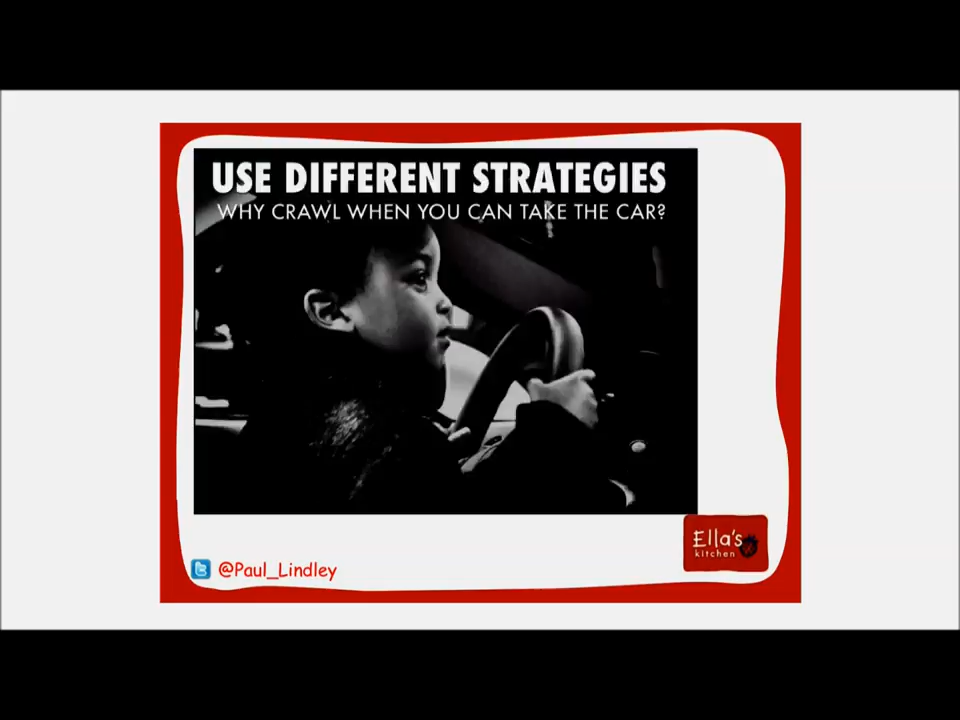 USE DIFFERENT STRATEGIES
WHY CRAWL WHEN YOU CAN TAKE THE CAR?
Ella's
kitchen
@Paul_Lindley